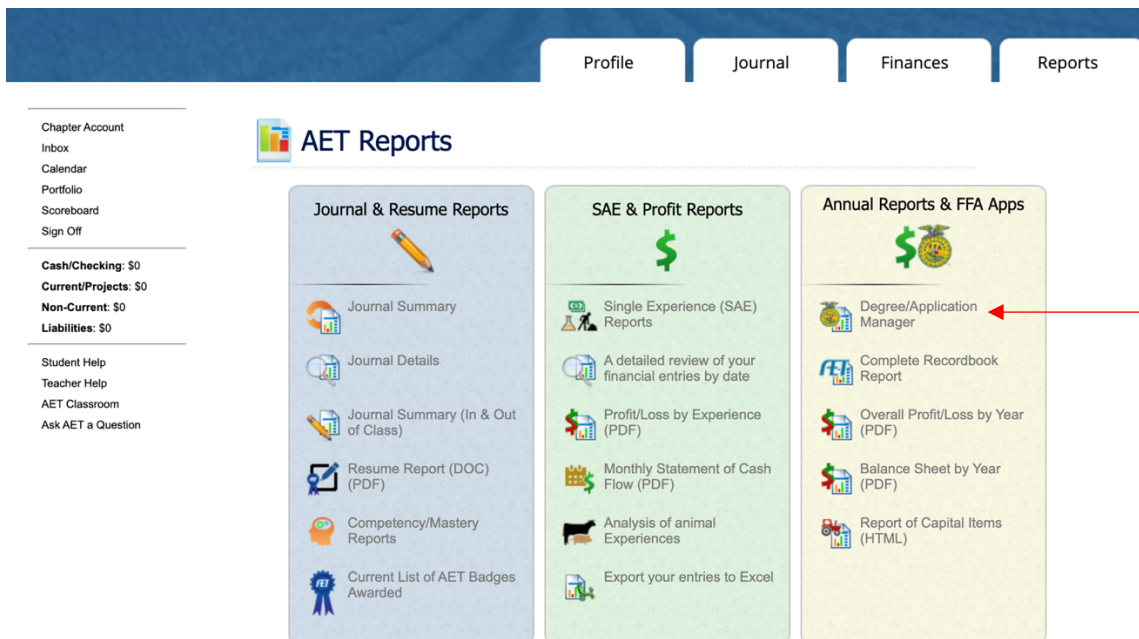 Profile
Journal
Finances
Reports
Chapter Account
Inbox
Calendar
Portfolio
Scoreboard
Sign Off
Cash/Checking: $0
Current/Projects: $0
Non-Current: $0
Liabilities: $0
Student Help
Teacher Help
AET Classroom
Ask AET a Question
AET Reports
Journal & Resume Reports
Journal Summary
Journal Details
Journal Summary (In & Out
of Class)
Resume Report (DOC)
(PDF)
Competency/Mastery
Reports
Current List of AET Badges
Awarded
SAE & Profit Reports
Single Experience (SAE)
Reports
A detailed review of your
financial entries by date
Profit/Loss by Experience
(PDF)
Monthly Statement of Cash
Flow (PDF)
Analysis of animal
Experiences
Export your entries to Excel
Annual Reports & FFA Apps
Degree/Application
Manager
Complete Recordbook
Report
Overall Profit/Loss by Year
(PDF)
Balance Sheet by Year
(PDF)
Report of Capital Items
(HTML)